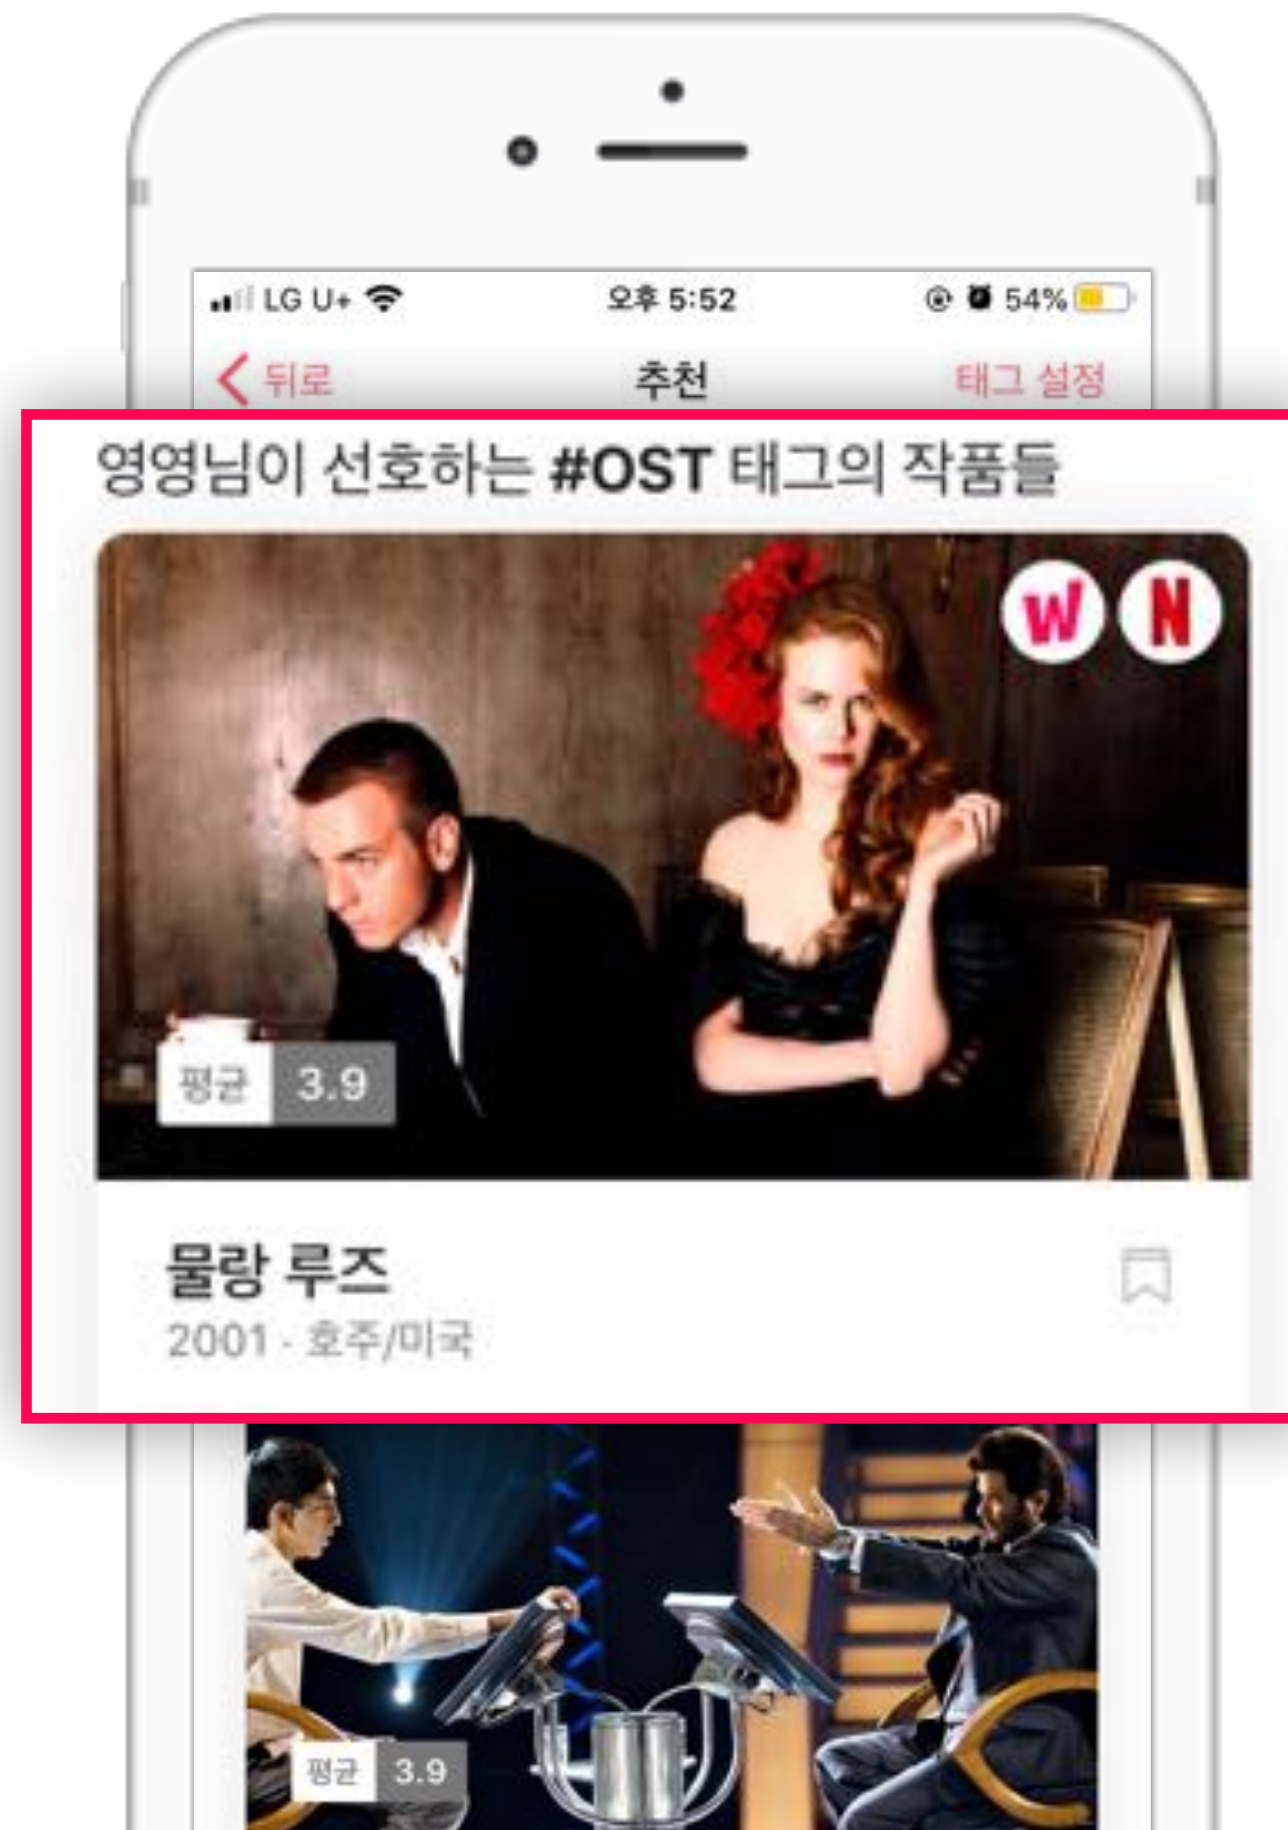 LG U+ 오후 5:52 54%
뒤로 추천 태그 설정
영영님이 선호하는 #OST 태그의 작품들
W N
평균 3.9
물랑 루즈
2001 · 호주/미국
평균 3.9